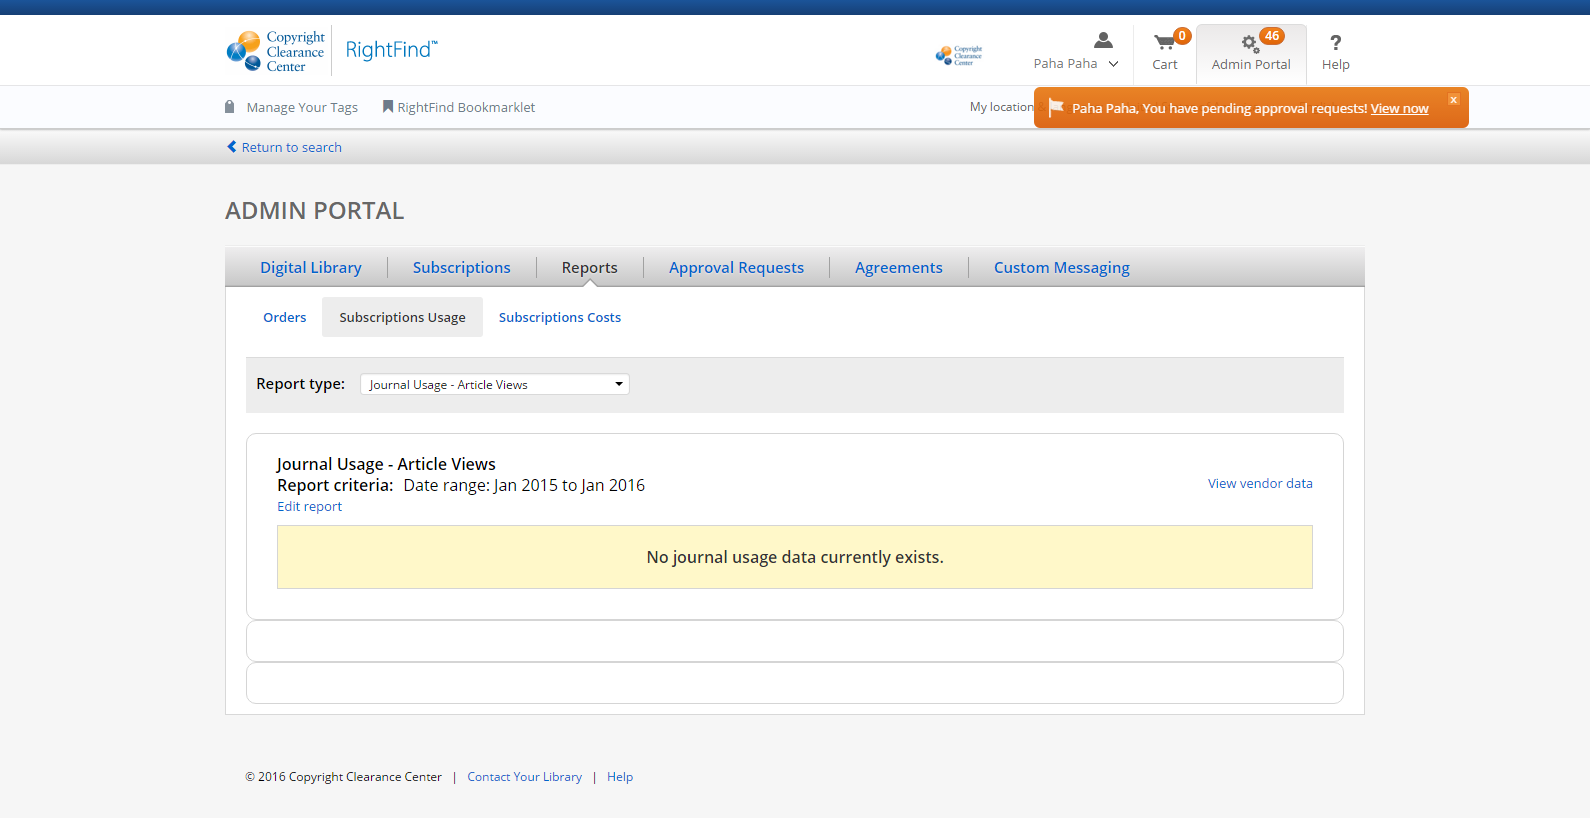 Copyright
Clearance
Center
RightFind™
Copyright
Clearance
Center
Paha Paha
0
Cart
46
Admin Portal
?
Help
Manage Your Tags
RightFind Bookmarklet
My location
Paha Paha, You have pending approval requests! View now
x
Return to search
ADMIN PORTAL
Digital Library
Subscriptions
Reports
Approval Requests
Agreements
Custom Messaging
Orders
Subscriptions Usage
Subscriptions Costs
Report type:
Journal Usage - Article Views
Journal Usage - Article Views
Report criteria: Date range: Jan 2015 to Jan 2016
View vendor data
Edit report
No journal usage data currently exists.
© 2016 Copyright Clearance Center | Contact Your Library | Help